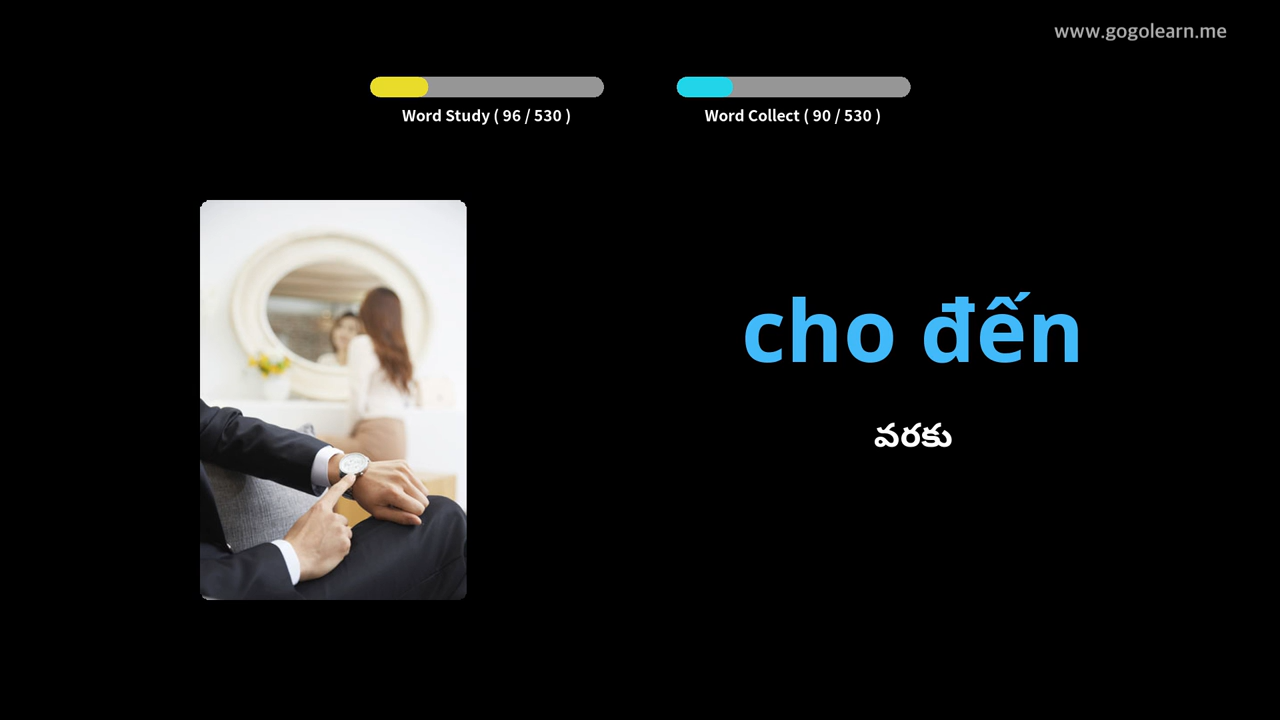 www.gogolearn.me
Word Study ( 96 / 530 )
Word Collect ( 90 / 530 )
cho đến
వరకు